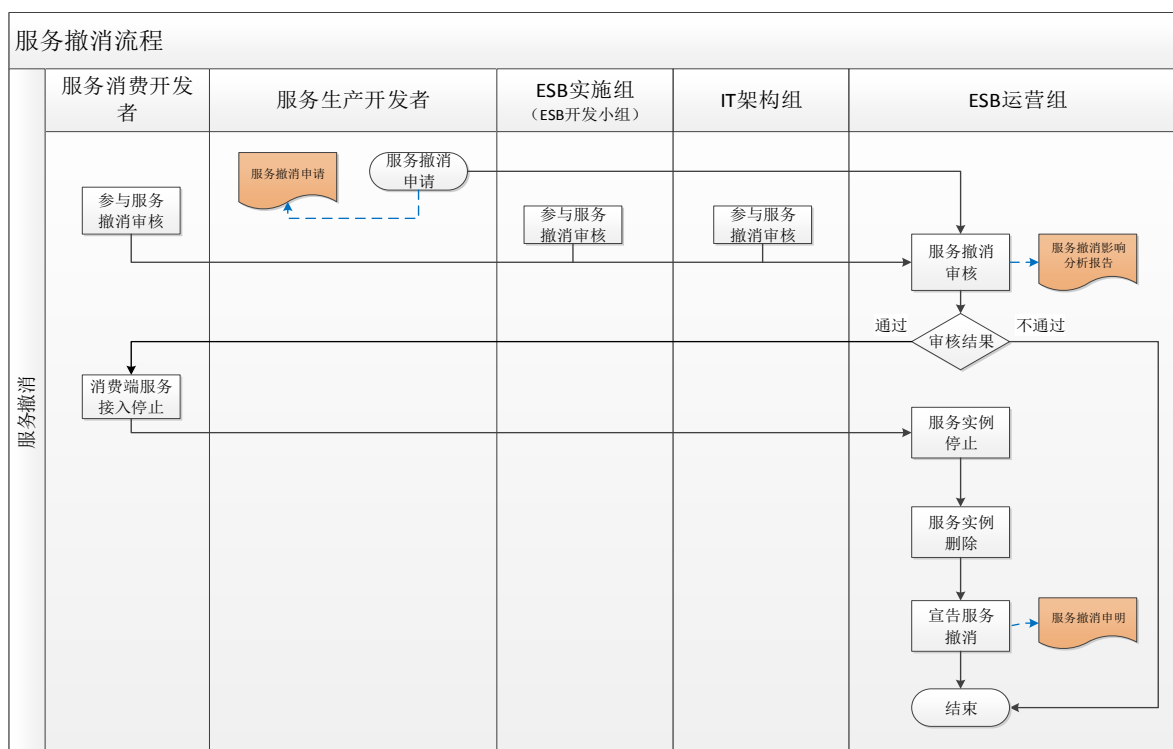 服务撤消流程
服务消费开发
者
服务生产开发者
ESB实施组
（ESB开发小组）
IT架构组
ESB运营组
服务撤消
服务撤消申请
服务撤消
申请
参与服务
撤消审核
参与服务
撤消审核
参与服务
撤消审核
服务撤消
审核
服务撤消影响
分析报告
通过
不通过
审核结果
消费端服务
接入停止
服务实例
停止
服务实例
删除
宣告服务
撤消
服务撤消申明
结束